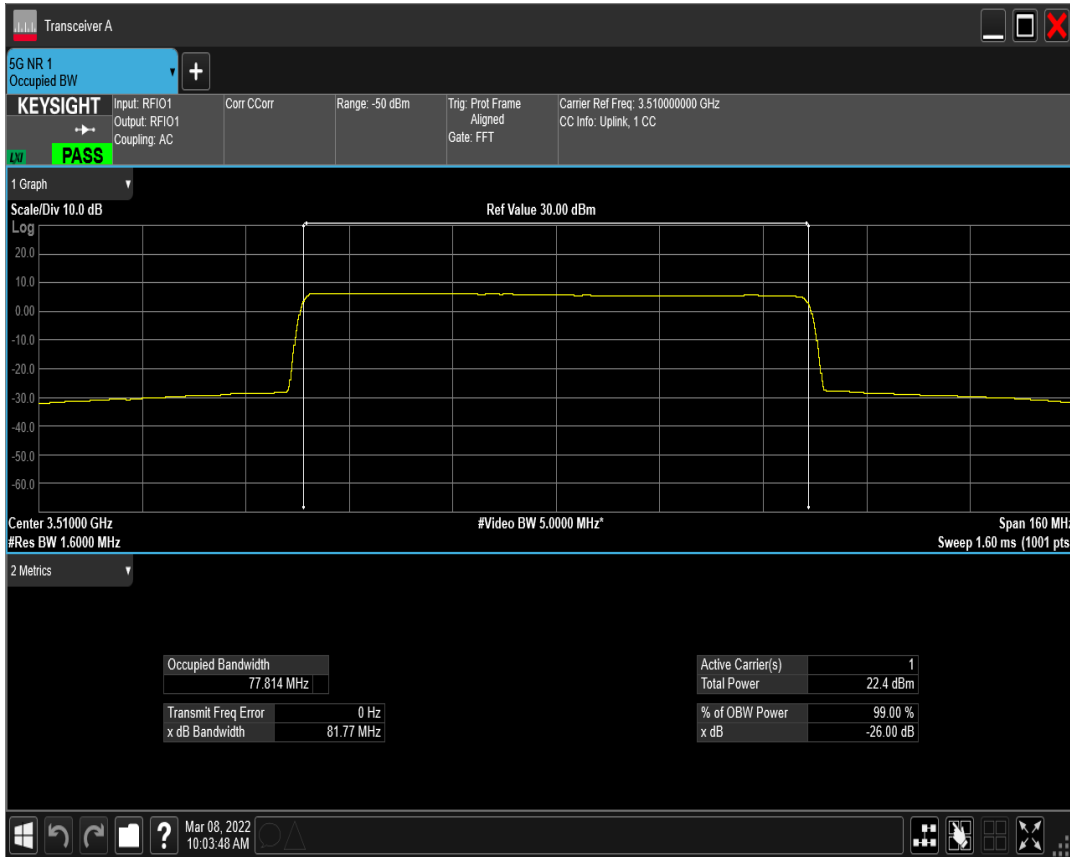 Transceiver A
5G NR 1
Occupied BW
+
KEYSIGHT
Input: RFIO1
Output: RFIO1
Coupling: AC
Corr CCorr
Range: -50 dBm
Trig: Prot Frame
Aligned
Gate: FFT
Carrier Ref Freq: 3.510000000 GHz
CC Info: Uplink, 1 CC
LXI
PASS
1 Graph
Scale/Div 10.0 dB
Ref Value 30.00 dBm
Log
20.0
10.0
0.00
-10.0
-20.0
-30.0
-40.0
-50.0
-60.0
Center 3.51000 GHz
#Video BW 5.0000 MHz*
Span 160 MHz
#Res BW 1.6000 MHz
Sweep 1.60 ms (1001 pts
2 Metrics
Occupied Bandwidth
77.814 MHz
Transmit Freq Error 0 Hz
x dB Bandwidth 81.77 MHz
Active Carrier(s) 1
Total Power 22.4 dBm
% of OBW Power 99.00 %
x dB -26.00 dB
?
Mar 08, 2022
10:03:48 AM